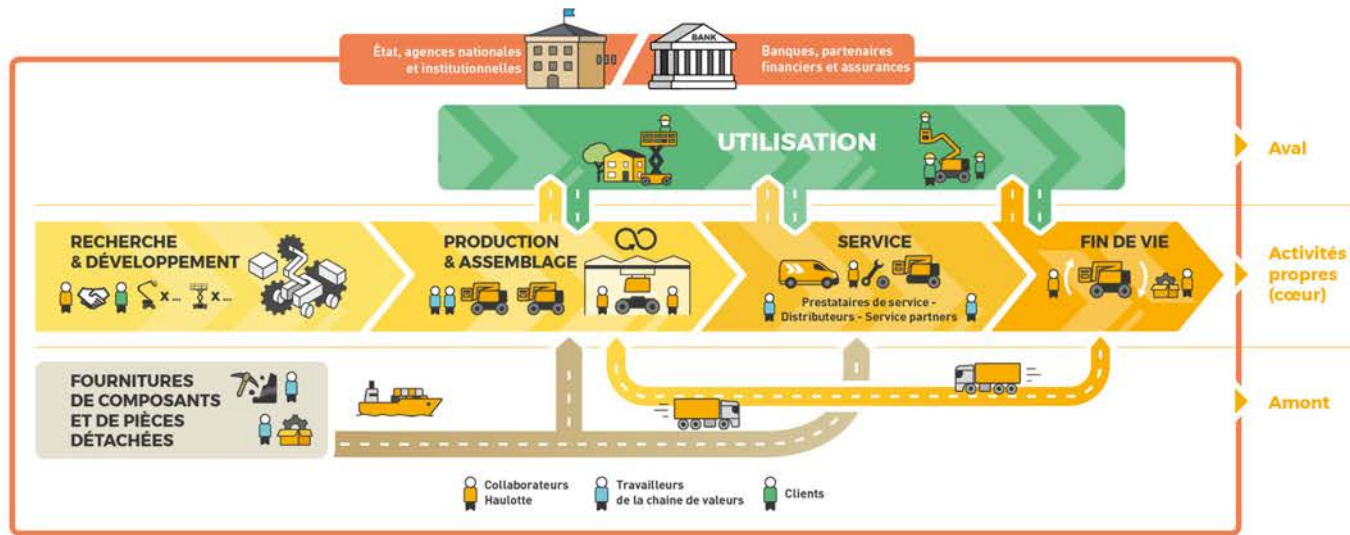 État, agences nationales
et institutionnelles
BANK
Banques, partenaires
financiers et assurances
UTILISATION
Aval
RECHERCHE
& DÉVELOPPEMENT
X ...
X ...
PRODUCTION
& ASSEMBLAGE
SERVICE
Prestataires de service -
Distributeurs - Service partners
FIN DE VIE
Activités
propres
(cœur)
FOURNITURES
DE COMPOSANTS
ET DE PIÈCES
DÉTACHÉES
Amont
Collaborateurs
Haulotte
Travailleurs
de la chaine de valeurs
Clients